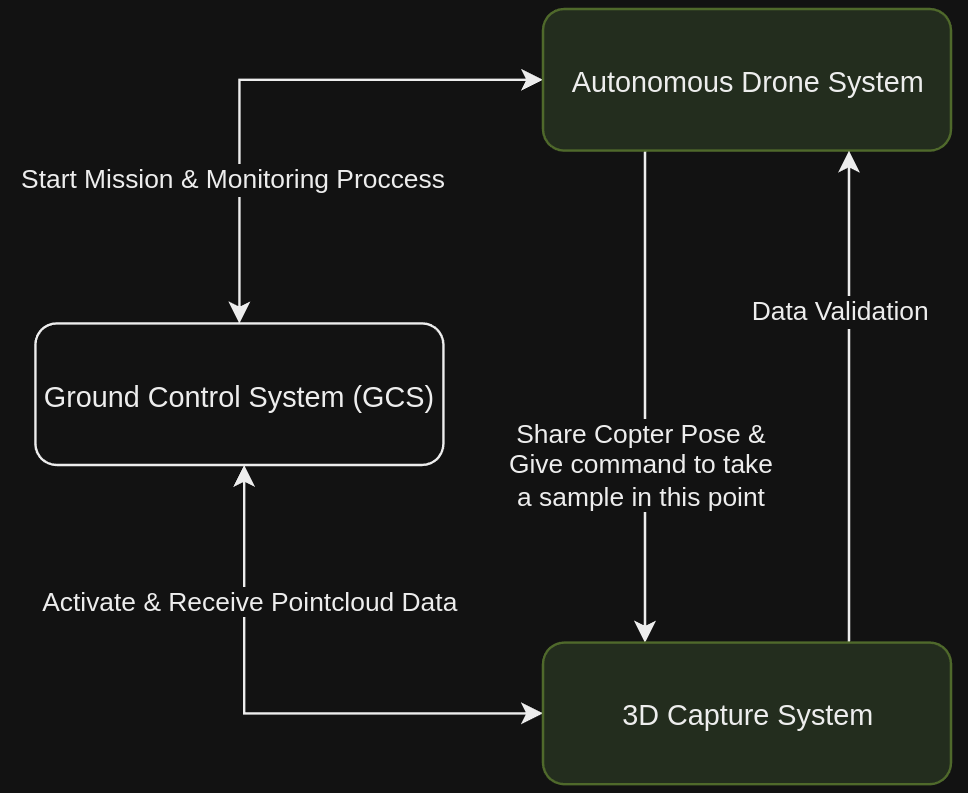 Autonomous Drone System
Start Mission & Monitoring Proccess
Data Validation
Ground Control System (GCS)
Share Copter Pose &
Give command to take
a sample in this point
Activate & Receive Pointcloud Data
3D Capture System